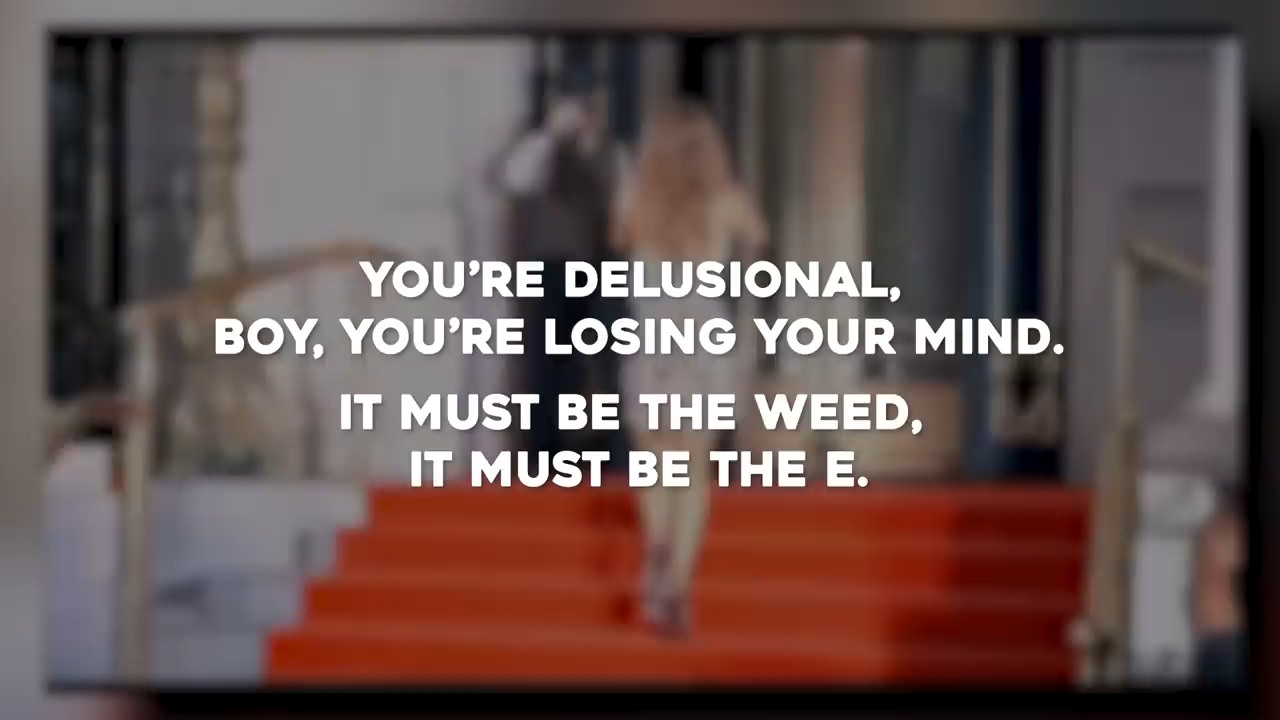 YOU’RE DELUSIONAL,
BOY, YOU’RE LOSING YOUR MIND.
IT MUST BE THE WEED,
IT MUST BE THE E.